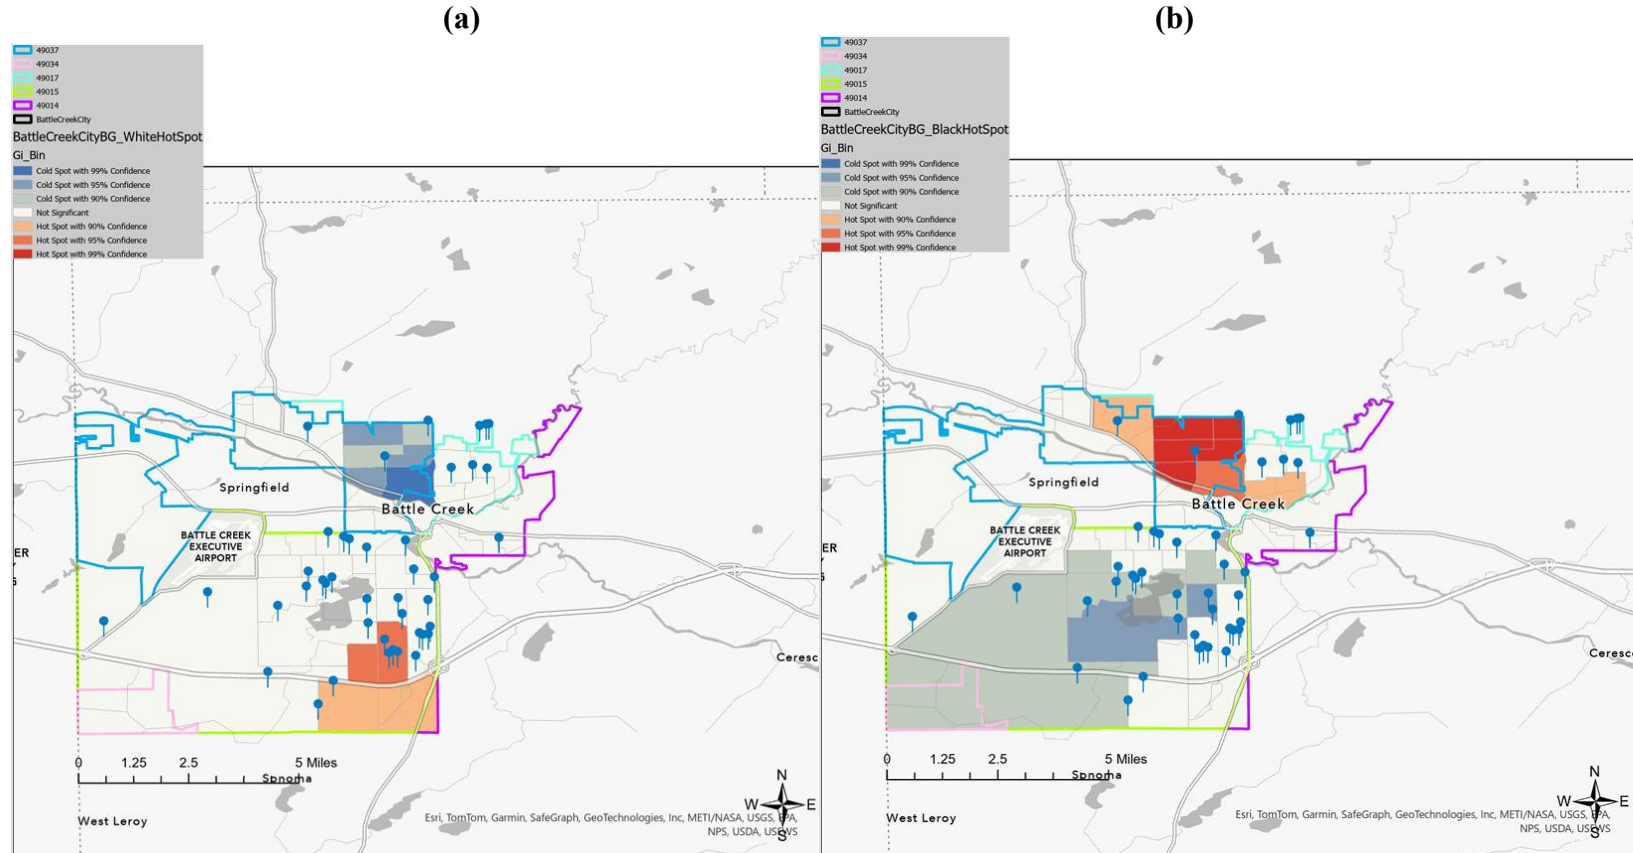 (a)
49037
49034
49017
49015
49014
BattleCreekCity
BattleCreekCityBG_WhiteHotSpot
Gi_Bin
Cold Spot with 99% Confidence
Cold Spot with 95% Confidence
Cold Spot with 90% Confidence
Not Significant
Hot Spot with 90% Confidence
Hot Spot with 95% Confidence
Hot Spot with 99% Confidence
Springfield
Battle Creek
BATTLE CREEK
EXECUTIVE
AIRPORT
ER
Ceresc
0 1.25 2.5 5 Miles
Sonoma
West Leroy
N
W E
S
Esri, TomTom, Garmin, SafeGraph, GeoTechnologies, Inc, METI/NASA, USGS, EPA,
NPS, USDA, USFWS
(b)
49037
49034
49017
49015
49014
BattleCreekCity
BattleCreekCityBG_BlackHotSpot
Gi_Bin
Cold Spot with 99% Confidence
Cold Spot with 95% Confidence
Cold Spot with 90% Confidence
Not Significant
Hot Spot with 90% Confidence
Hot Spot with 95% Confidence
Hot Spot with 99% Confidence
Springfield
Battle Creek
BATTLE CREEK
EXECUTIVE
AIRPORT
ER
Ceresc
0 1.25 2.5 5 Miles
Sonoma
West Leroy
N
W E
S
Esri, TomTom, Garmin, SafeGraph, GeoTechnologies, Inc, METI/NASA, USGS, EPA,
NPS, USDA, USFWS